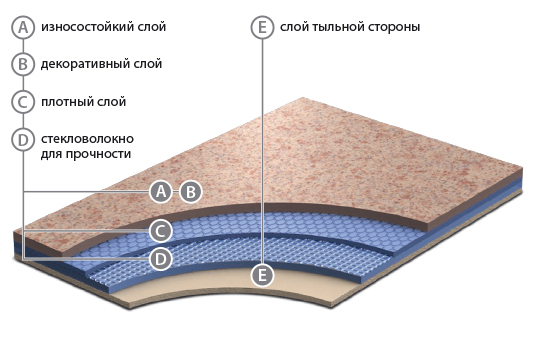 A износостойкий слой
B декоративный слой
C плотный слой
D стекловолокно
для прочности
E слой тыльной стороны
A B
C
D
E